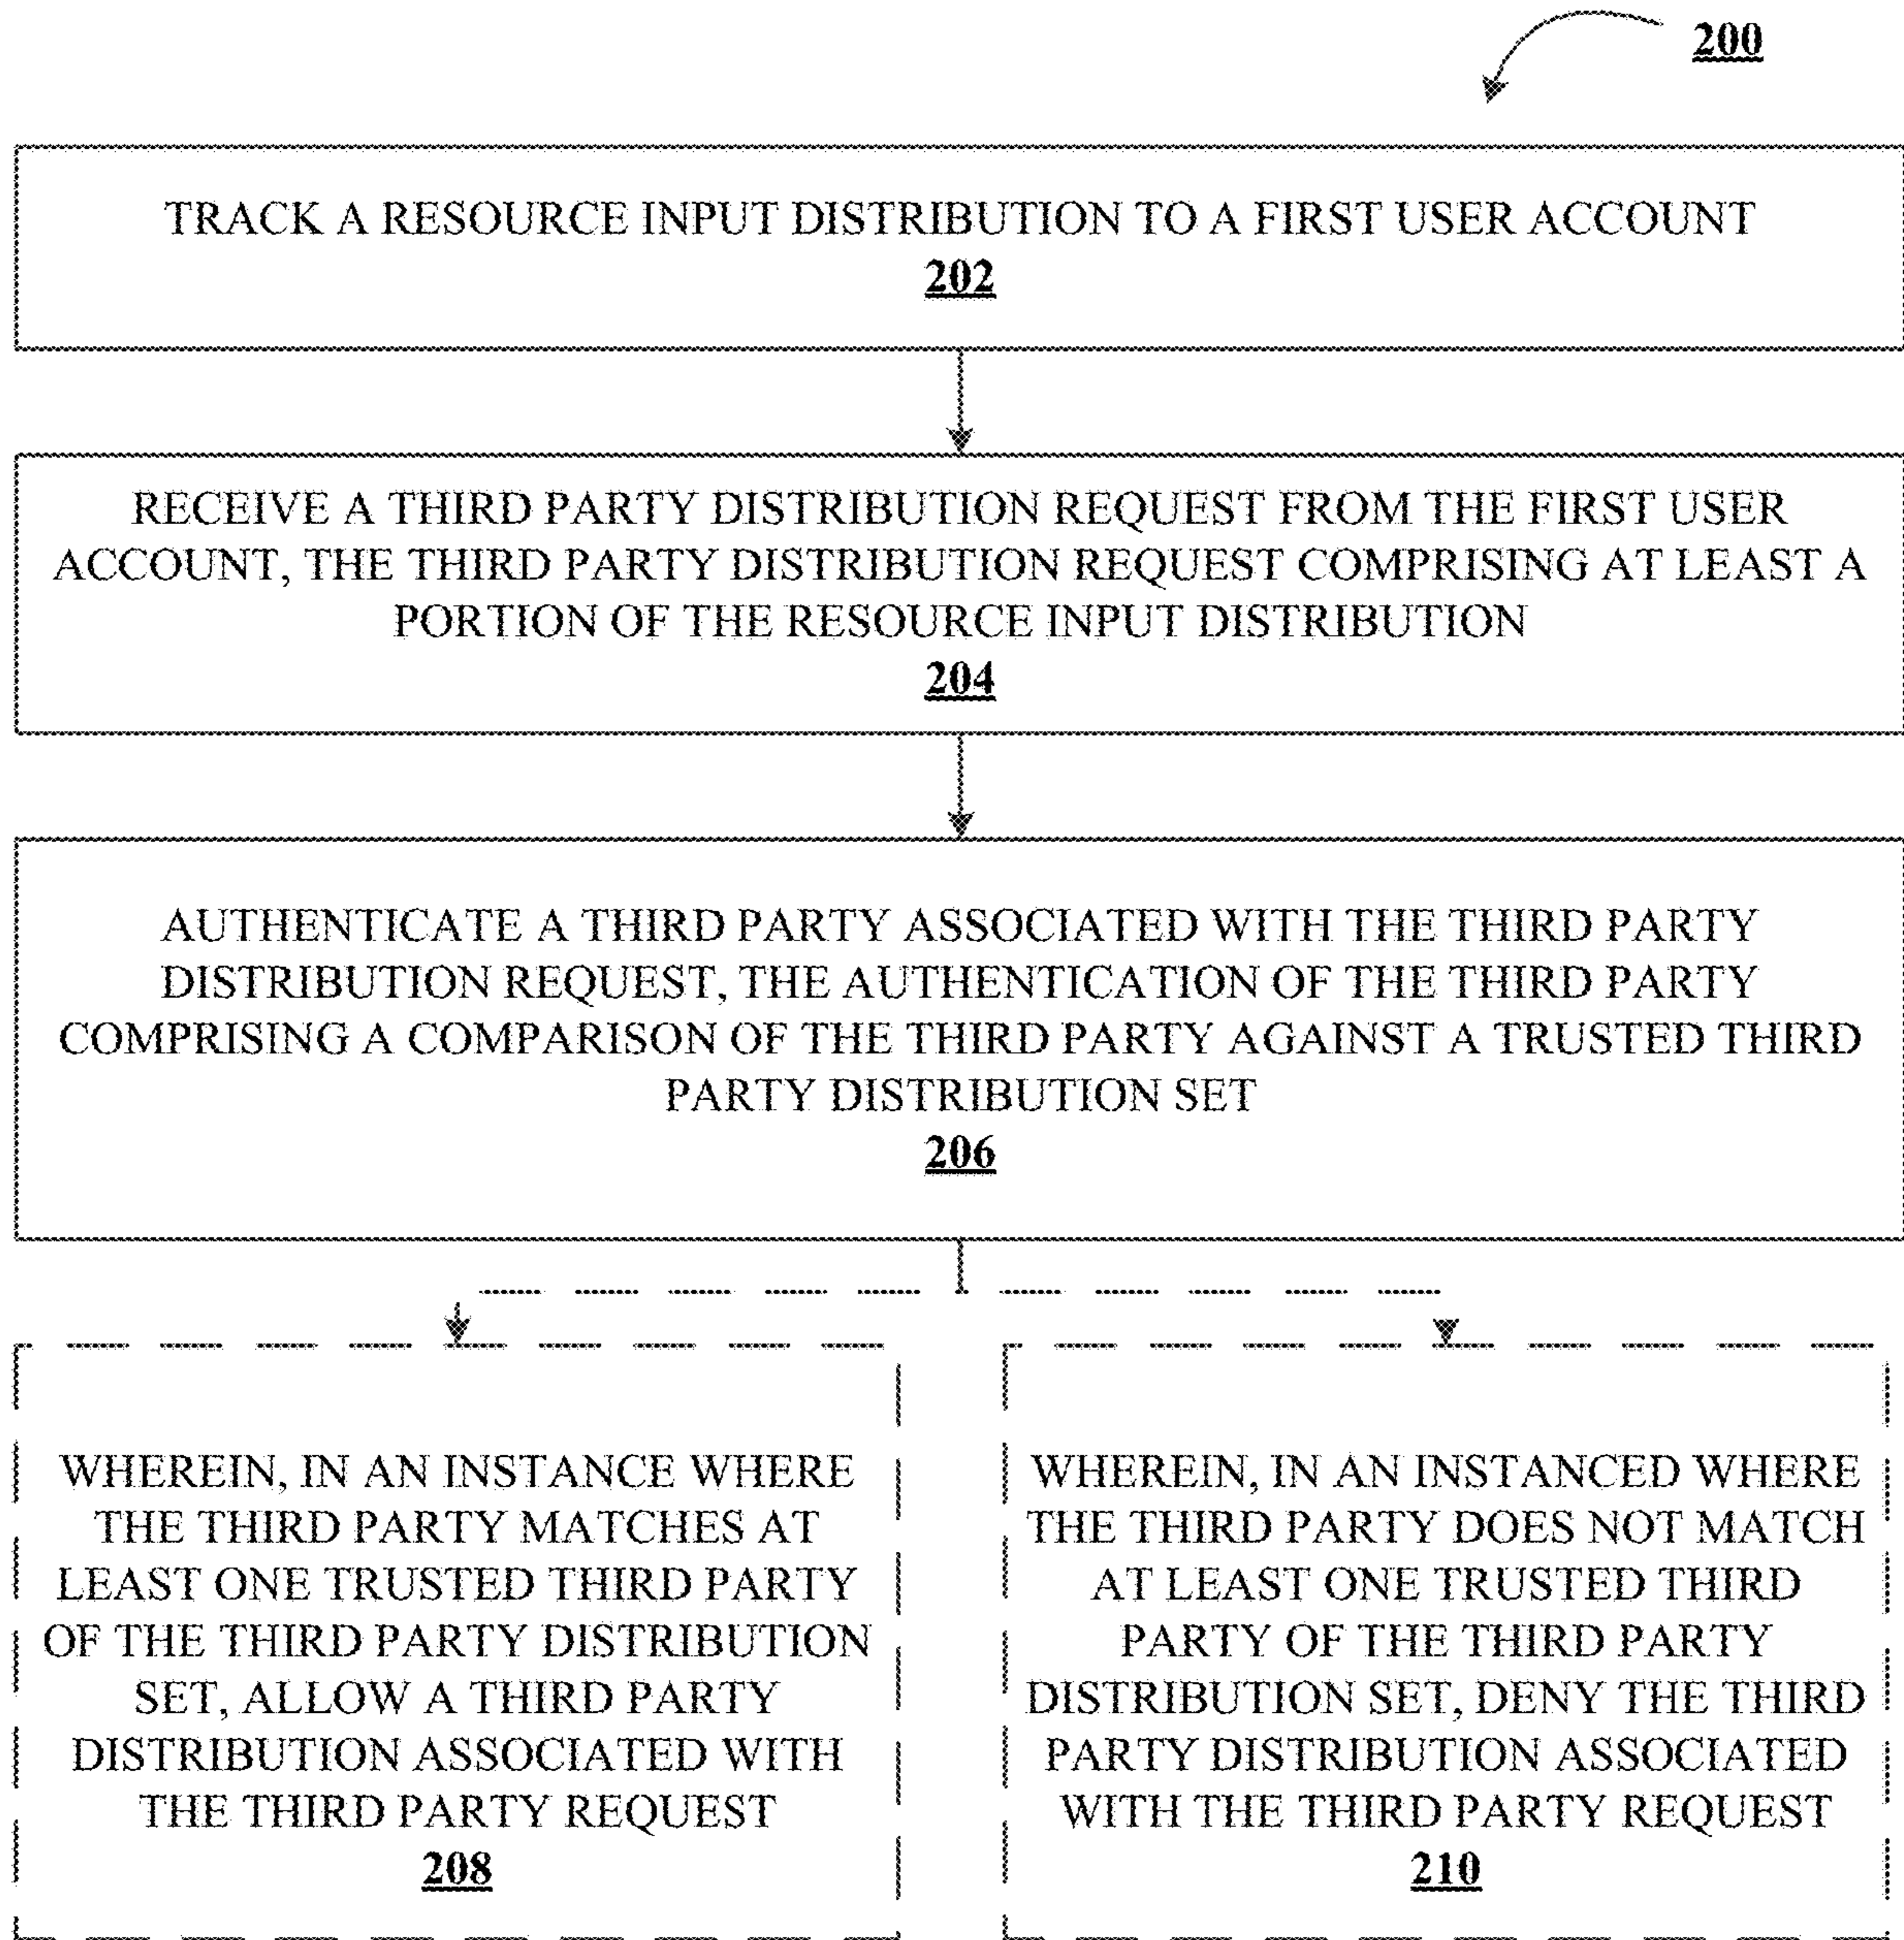 200
TRACK A RESOURCE INPUT DISTRIBUTION TO A FIRST USER ACCOUNT
202
RECEIVE A THIRD PARTY DISTRIBUTION REQUEST FROM THE FIRST USER
ACCOUNT, THE THIRD PARTY DISTRIBUTION REQUEST COMPRISING AT LEAST A
PORTION OF THE RESOURCE INPUT DISTRIBUTION
204
AUTHENTICATE A THIRD PARTY ASSOCIATED WITH THE THIRD PARTY
DISTRIBUTION REQUEST, THE AUTHENTICATION OF THE THIRD PARTY
COMPRISING A COMPARISON OF THE THIRD PARTY AGAINST A TRUSTED THIRD
PARTY DISTRIBUTION SET
206
WHEREIN, IN AN INSTANCE WHERE
THE THIRD PARTY MATCHES AT
LEAST ONE TRUSTED THIRD PARTY
OF THE THIRD PARTY DISTRIBUTION
SET, ALLOW A THIRD PARTY
DISTRIBUTION ASSOCIATED WITH
THE THIRD PARTY REQUEST
208
WHEREIN, IN AN INSTANCED WHERE
THE THIRD PARTY DOES NOT MATCH
AT LEAST ONE TRUSTED THIRD
PARTY OF THE THIRD PARTY
DISTRIBUTION SET, DENY THE THIRD
PARTY DISTRIBUTION ASSOCIATED
WITH THE THIRD PARTY REQUEST
210